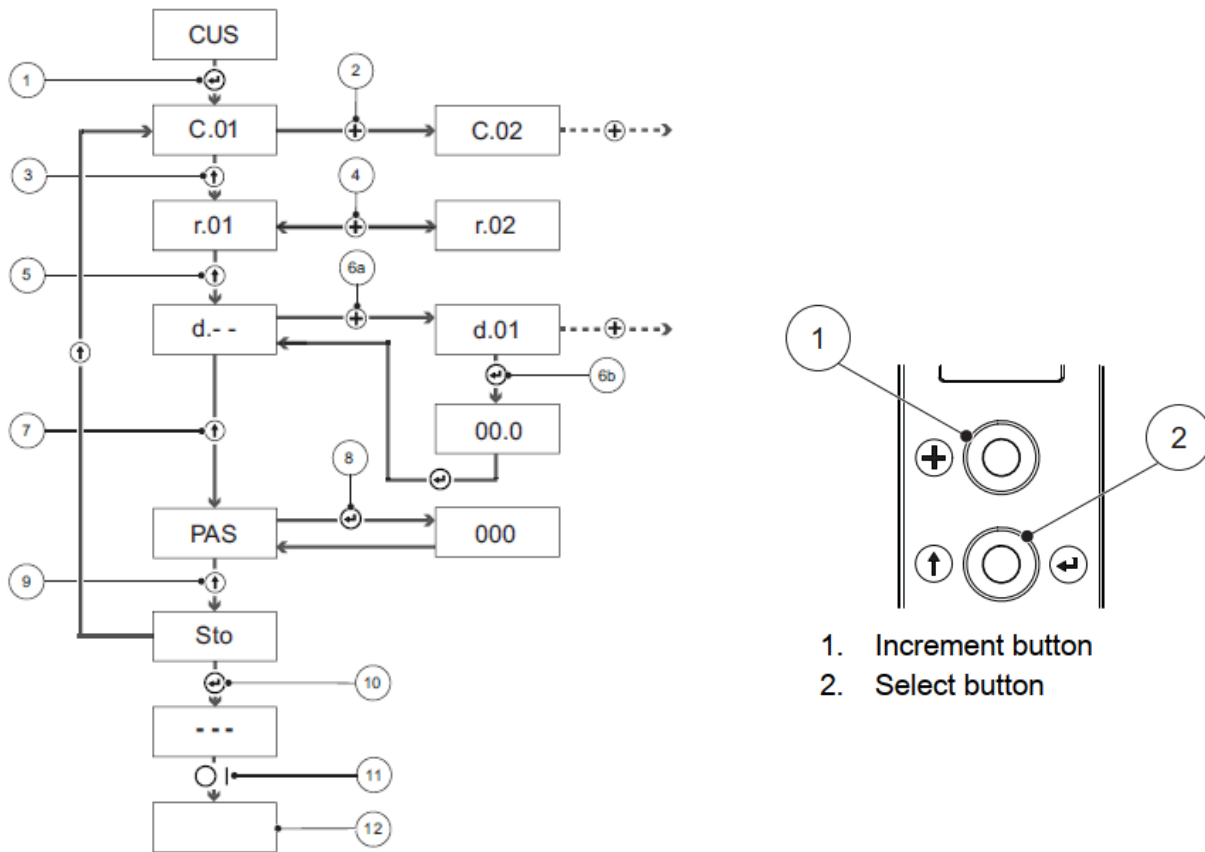 CUS
1
2
C.01
C.02
3
4
r.01
r.02
5
6a
d.- -
d.01
6b
7
00.0
8
PAS
000
9
Sto
10
- - -
11
12
1
2
1. Increment button
2. Select button